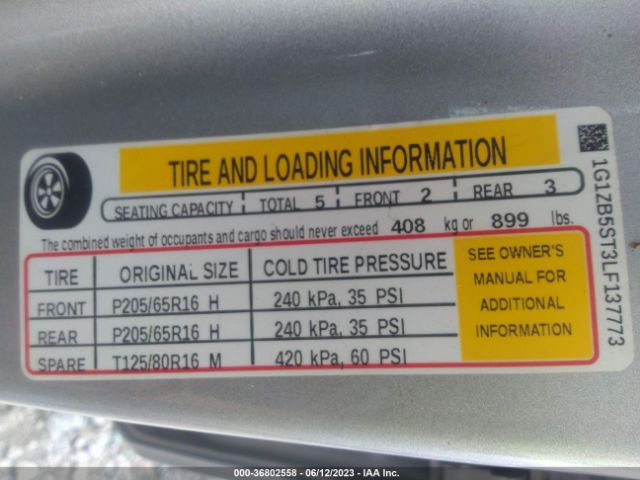 TIRE AND LOADING INFORMATION
SEATING CAPACITY TOTAL 5 FRONT 2 REAR 3
The combined weight of occupants and cargo should never exceed 408 kg or 899 lbs.
TIRE ORIGINAL SIZE COLD TIRE PRESSURE
FRONT P205/65R16 H 240 kPa, 35 PSI
REAR P205/65R16 H 240 kPa, 35 PSI
SPARE T125/80R16 M 420 kPa, 60 PSI
SEE OWNER'S
MANUAL FOR
ADDITIONAL
INFORMATION
1G1ZB5ST3LF137773
000-36802558 - 06/12/2023 - IAA Inc.